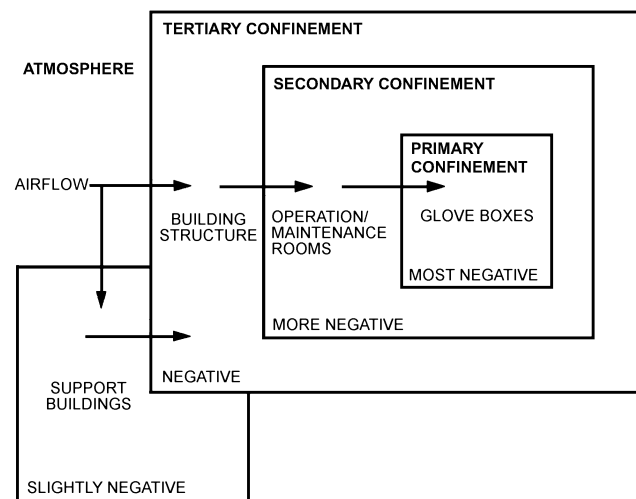 TERTIARY CONFINEMENT
ATMOSPHERE
SECONDARY CONFINEMENT
PRIMARY
CONFINEMENT
AIRFLOW
BUILDING
STRUCTURE
OPERATION/
MAINTENANCE
ROOMS
GLOVE BOXES
MOST NEGATIVE
MORE NEGATIVE
NEGATIVE
SUPPORT
BUILDINGS
SLIGHTLY NEGATIVE